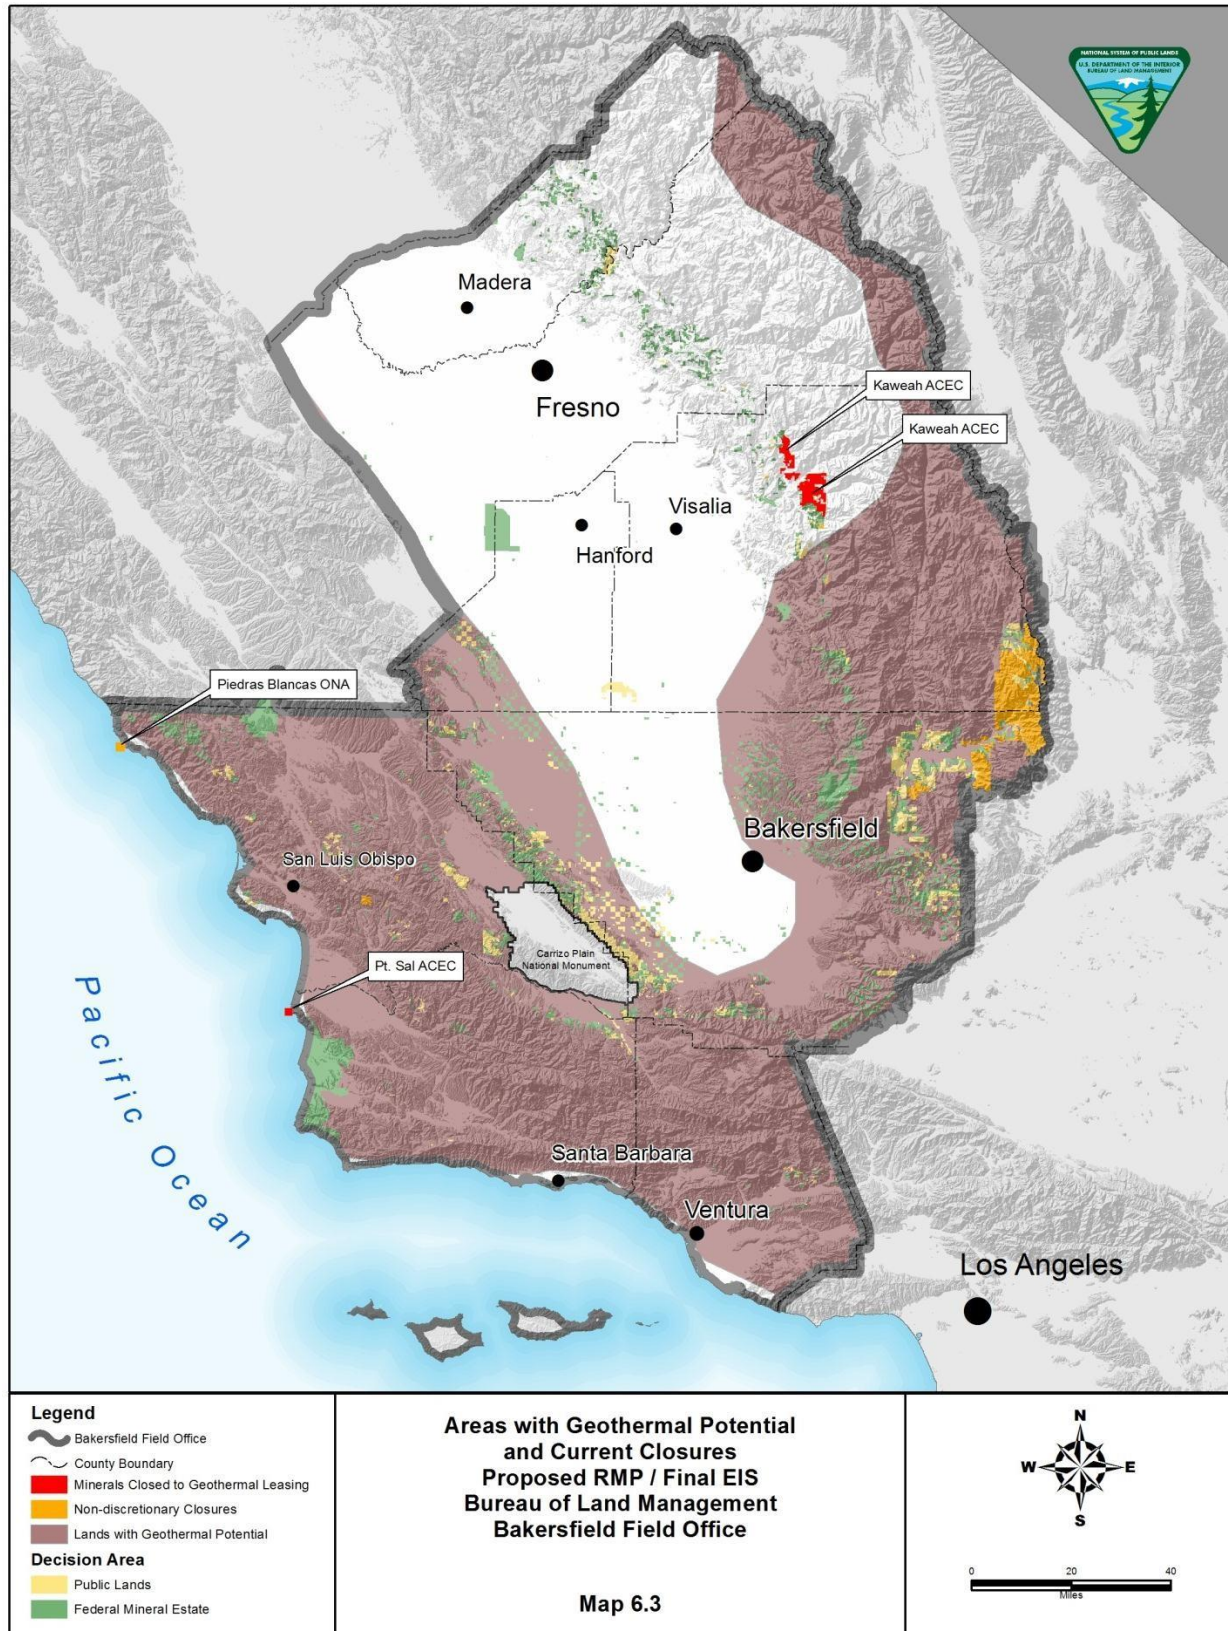 NATIONAL SYSTEM OF PUBLIC LANDS
U.S. DEPARTMENT OF THE INTERIOR
BUREAU OF LAND MANAGEMENT
Madera
Fresno
Kaweah ACEC
Kaweah ACEC
Visalia
Hanford
Piedras Blancas ONA
Bakersfield
San Luis Obispo
Carrizo Plain
National Monument
Pt. Sal ACEC
Pacific Ocean
Santa Barbara
Ventura
Los Angeles
Legend
Bakersfield Field Office
County Boundary
Minerals Closed to Geothermal Leasing
Non-discretionary Closures
Lands with Geothermal Potential
Decision Area
Public Lands
Federal Mineral Estate
Areas with Geothermal Potential
and Current Closures
Proposed RMP / Final EIS
Bureau of Land Management
Bakersfield Field Office
Map 6.3
N
W E
S
0 20 40
Miles